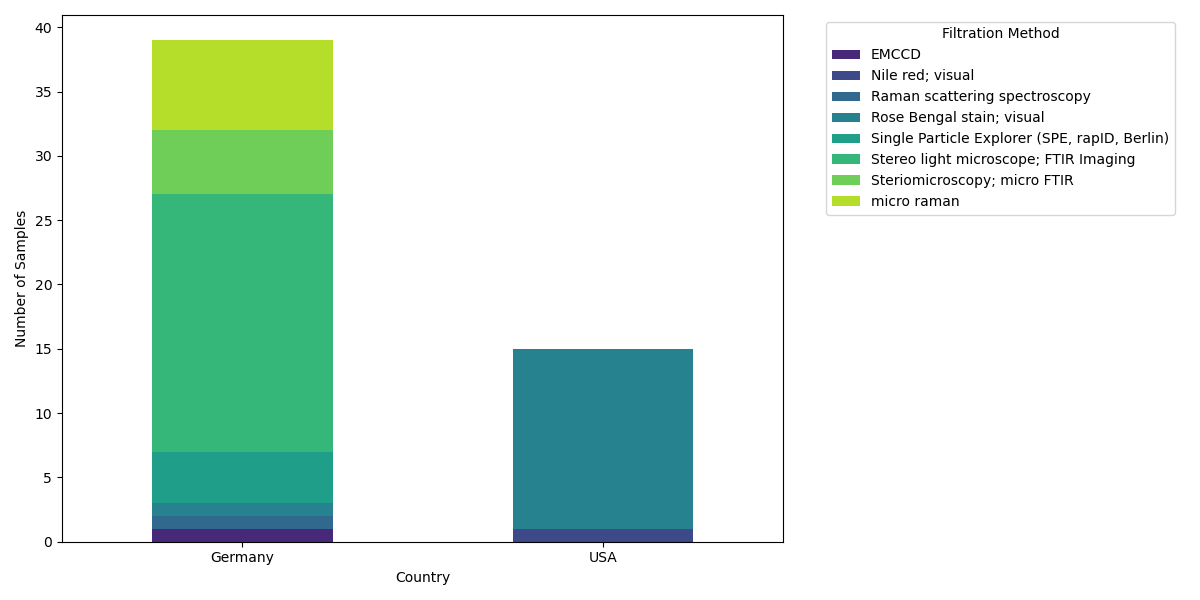 40
35
30
25
20
15
10
5
0
Number of Samples
Germany
USA
Country
Filtration Method
EMCCD
Nile red; visual
Raman scattering spectroscopy
Rose Bengal stain; visual
Single Particle Explorer (SPE, rapID, Berlin)
Stereo light microscope; FTIR Imaging
Steriomicroscopy; micro FTIR
micro raman